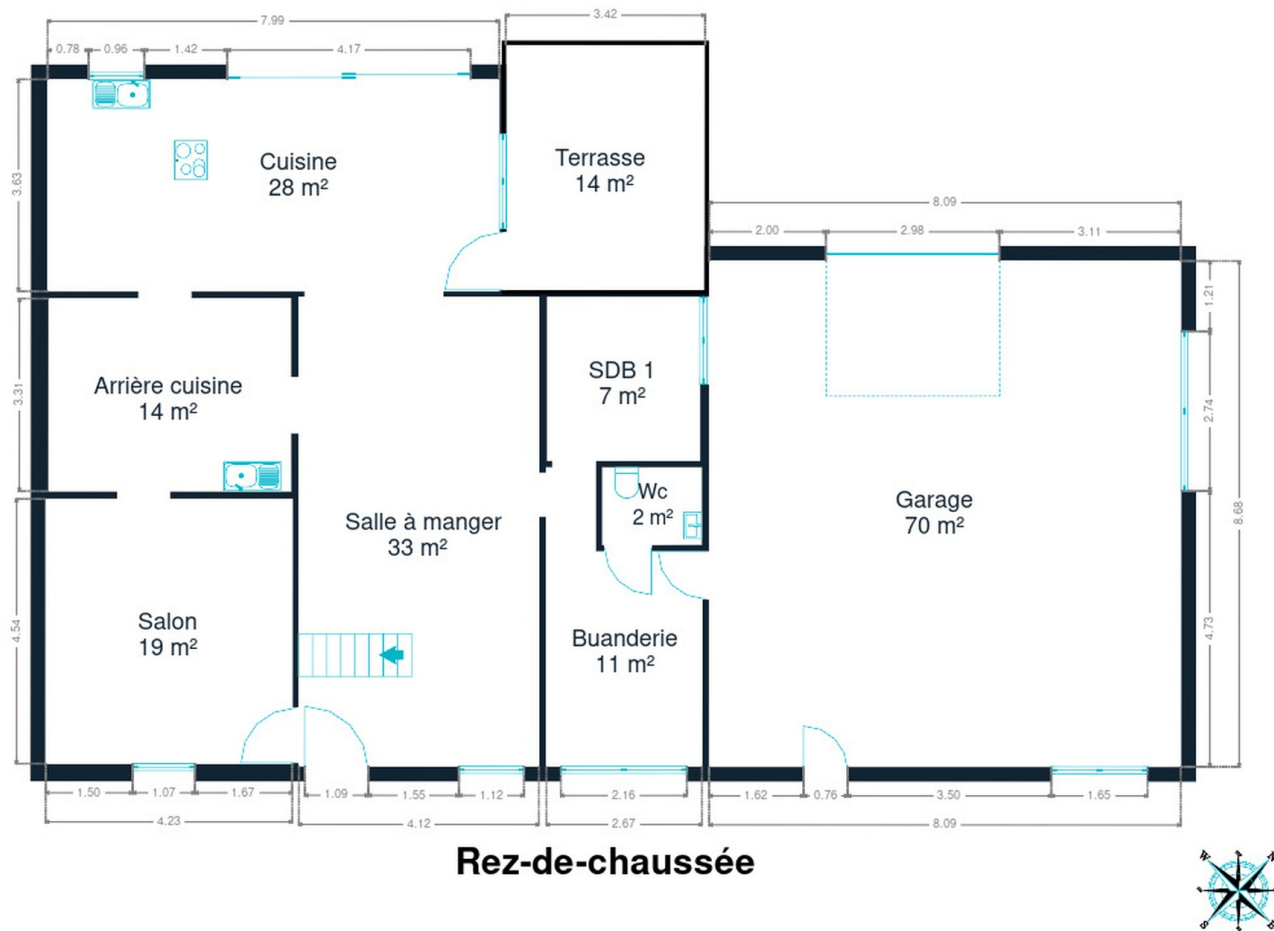 7.99
3.42
0.78
0.96
1.42
4.17
3.63
Cuisine
28 m²
Terrasse
14 m²
8.09
2.00
2.98
3.11
1.21
3.31
Arrière cuisine
14 m²
SDB 1
7 m²
2.74
Wc
2 m²
Salle à manger
33 m²
Garage
70 m²
8.68
4.54
Salon
19 m²
Buanderie
11 m²
4.73
1.50
1.07
1.67
1.09
1.55
1.12
2.16
1.62
0.76
3.50
1.65
4.23
4.12
2.67
8.09
Rez-de-chaussée
W
N
S
E